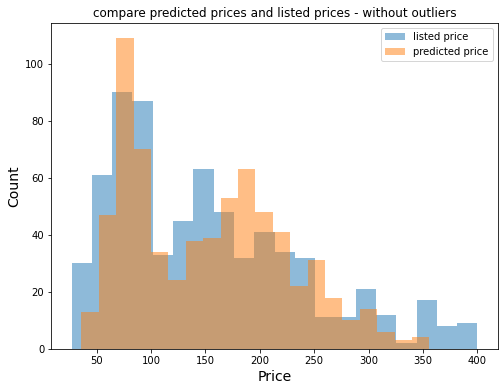 compare predicted prices and listed prices - without outliers
listed price
predicted price
Count
100
80
60
40
20
0
50 100 150 200 250 300 350 400
Price